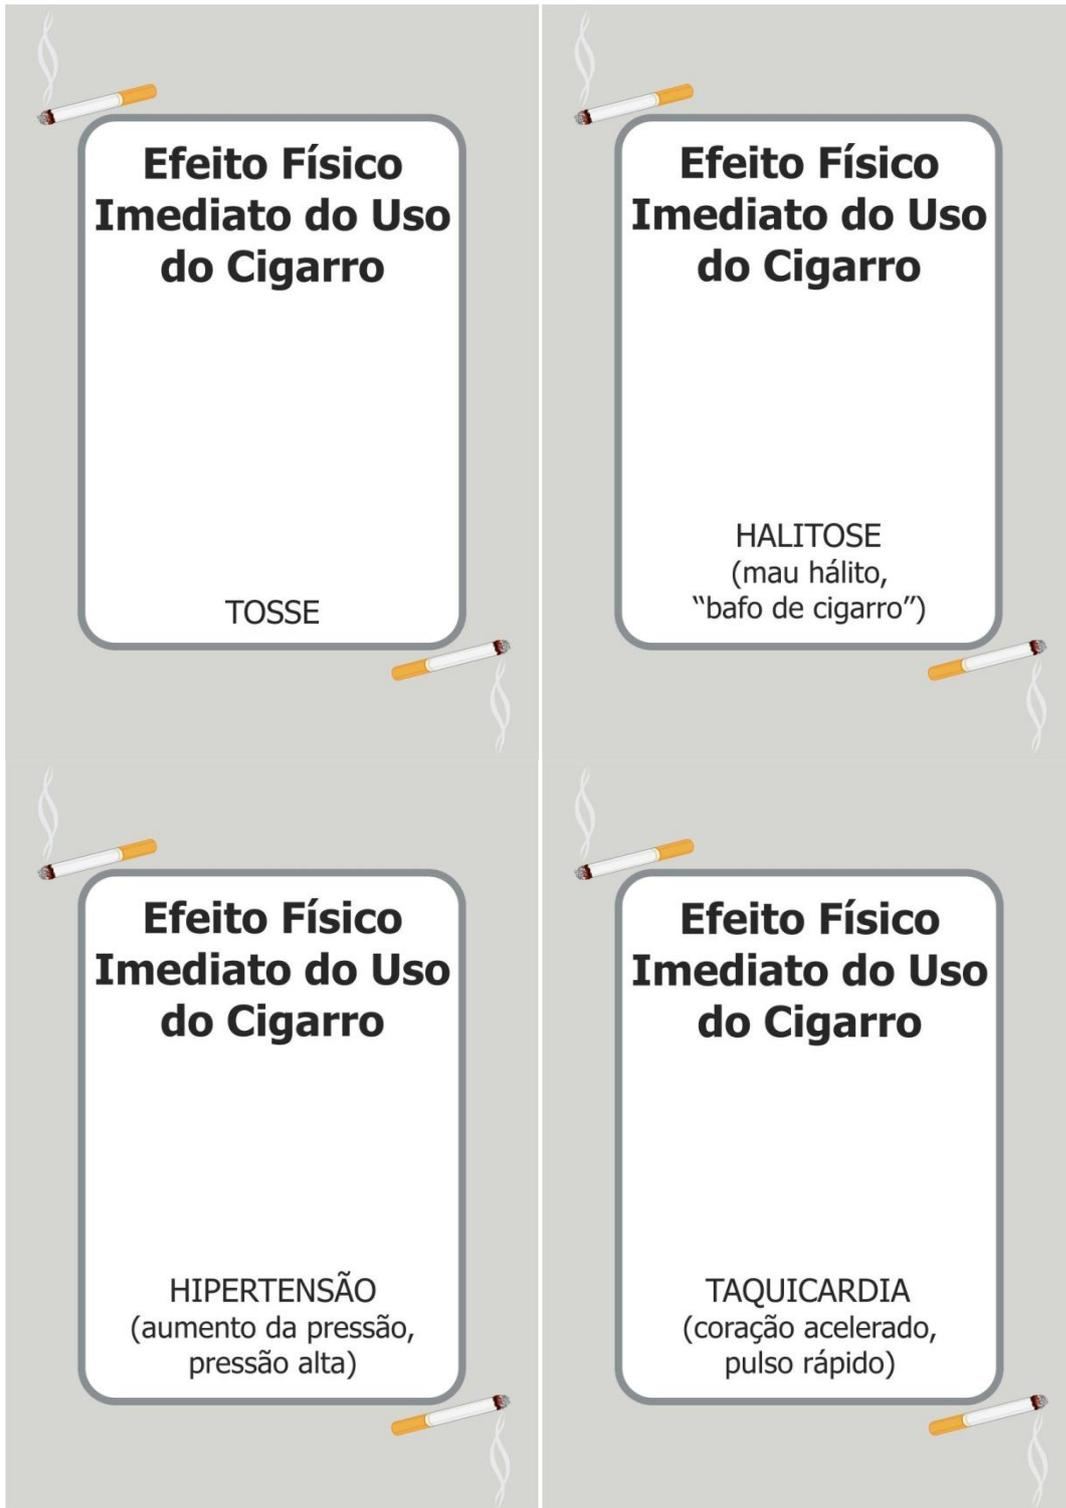 Efeito Físico
Imediato do Uso
do Cigarro
TOSSE
Efeito Físico
Imediato do Uso
do Cigarro
HALITOSE
(mau hálito,
“bafo de cigarro”)
Efeito Físico
Imediato do Uso
do Cigarro
HIPERTENSÃO
(aumento da pressão,
pressão alta)
Efeito Físico
Imediato do Uso
do Cigarro
TAQUICARDIA
(coração acelerado,
pulso rápido)